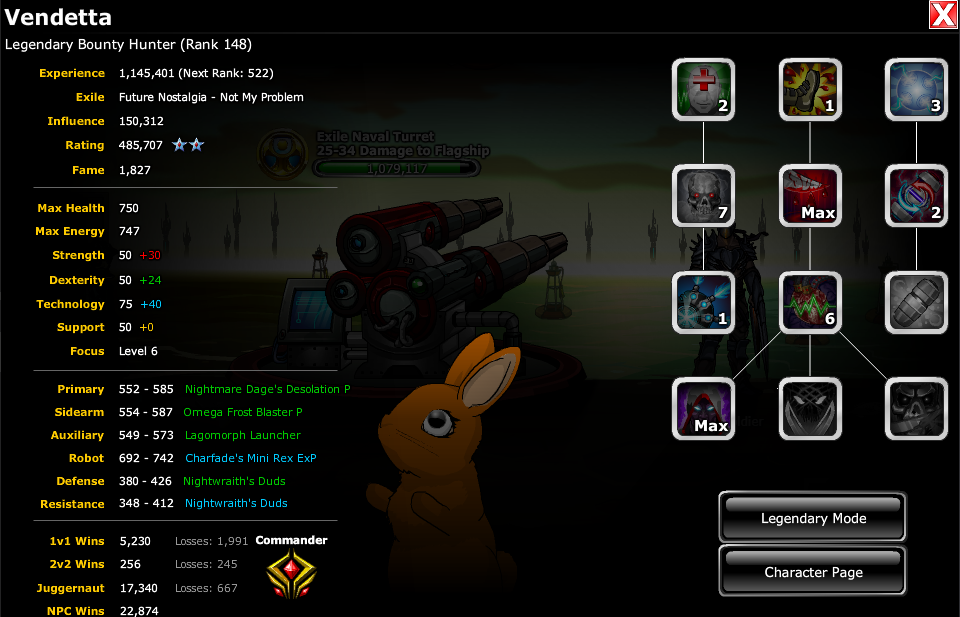 Vendetta
X
Legendary Bounty Hunter (Rank 148)
Experience 1,145,401 (Next Rank: 522)
Exile Future Nostalgia - Not My Problem
Influence 150,312
Rating 485,707
Fame 1,827
Exile Naval Turret
25-34 Damage to Flagship
1,079,117
Max Health 750
Max Energy 747
Strength 50 +30
Dexterity 50 +24
Technology 75 +40
Support 50 +0
Focus Level 6
Primary 552 - 585 Nightmare Dage's Desolation P
Sidearm 554 - 587 Omega Frost Blaster P
Auxiliary 549 - 573 Lagomorph Launcher
Robot 692 - 742 Charfade's Mini Rex ExP
Defense 380 - 426 Nightwraith's Duds
Resistance 348 - 412 Nightwraith's Duds
1v1 Wins 5,230 Losses: 1,991 Commander
2v2 Wins 256 Losses: 245
Juggernaut 17,340 Losses: 667
NPC Wins 22,874
2 1 3
7 Max 2
1 6
Max
Legendary Mode
Character Page